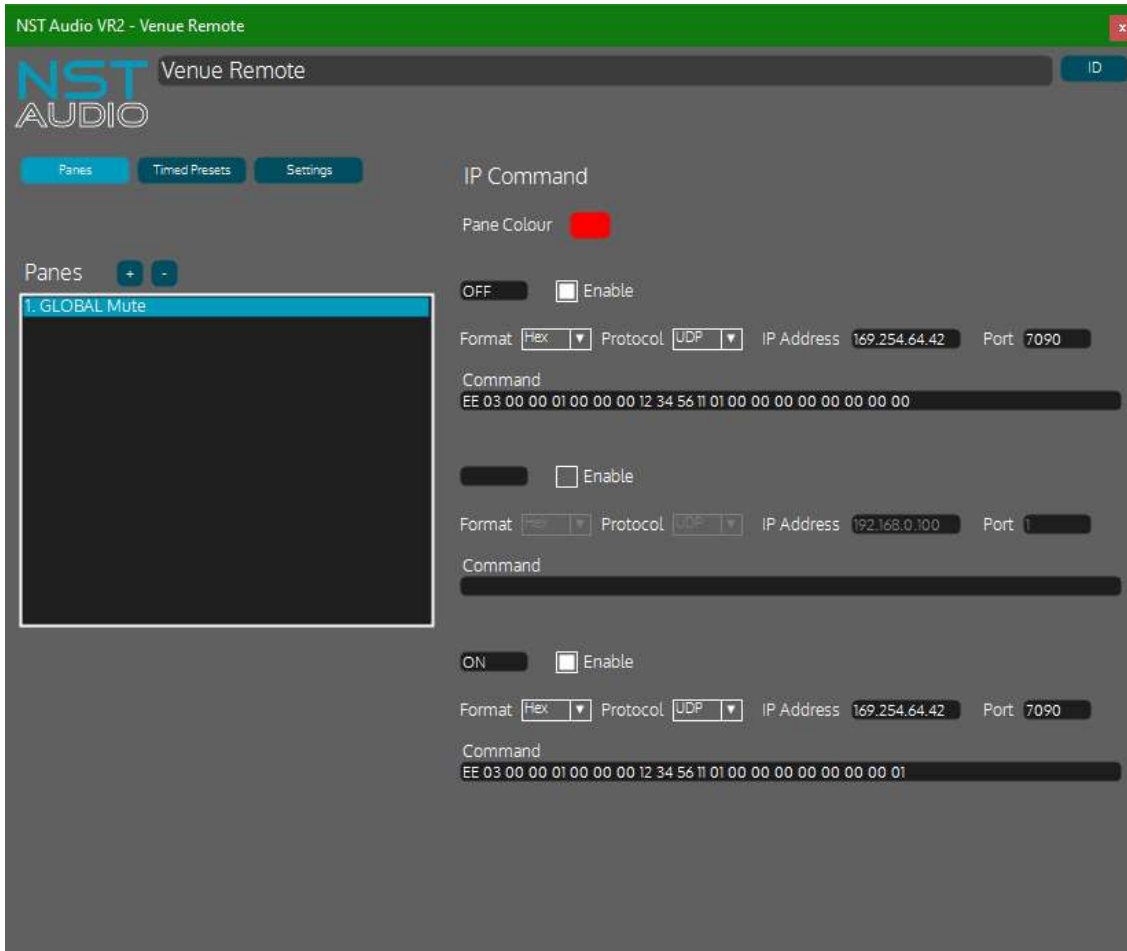 NST Audio VR2 - Venue Remote
x
NST
AUDIO
Venue Remote
ID
Panes
Timed Presets
Settings
Panes
+
-
1. GLOBAL Mute
IP Command
Pane Colour
OFF
Enable
Format Hex Protocol UDP IP Address 169.254.64.42 Port 7090
Command
EE 03 00 00 01 00 00 00 12 34 56 11 01 00 00 00 00 00 00 00 00
Enable
Format Hex Protocol UDP IP Address 192.168.0.100 Port 1
Command
ON
Enable
Format Hex Protocol UDP IP Address 169.254.64.42 Port 7090
Command
EE 03 00 00 01 00 00 00 12 34 56 11 01 00 00 00 00 00 00 00 01